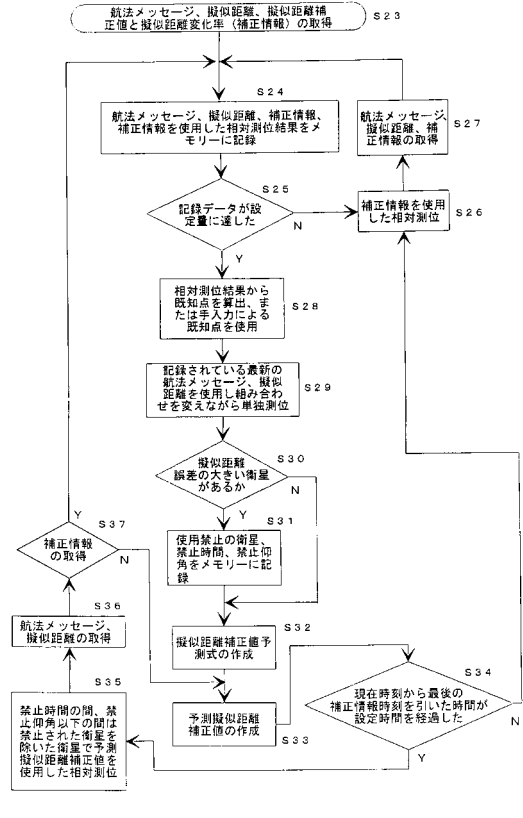 航法メッセージ、擬似距離、擬似距離補
正値と擬似距離変化率（補正情報）の取得
S23
S24
航法メッセージ、擬似距離、補正情報、
補正情報を使用した相対測位結果をメ
モリーに記録
航法メッセージ、
擬似距離、補
正情報の取得
S27
S25
記録データが設
定量に達した
N
Y
補正情報を使用
した相対測位
S26
相対測位結果から
既知点を算出、ま
たは手入力による
既知点を使用
S28
記録されている最新の
航法メッセージ、擬似
距離を使用し組み合わ
せを変えながら単独測位
S29
擬似距離
誤差の大きい衛星
があるか
S30
N
Y
S31
使用禁止の衛星、
禁止時間、禁止仰
角をメモリーに記
録
Y
S37
補正情報
の取得
N
S36
航法メッセージ、
擬似距離の取得
S32
擬似距離補正値予
測式の作成
S35
禁止時間の間、禁
止仰角以下の間は
禁止された衛星を
除いた衛星で予測
擬似距離補正値を
使用した相対測位
予測擬似距離
補正値の作成
S33
S34
現在時刻から最後の
補正情報時刻を引いた時間が
設定時間を経過した
N
Y